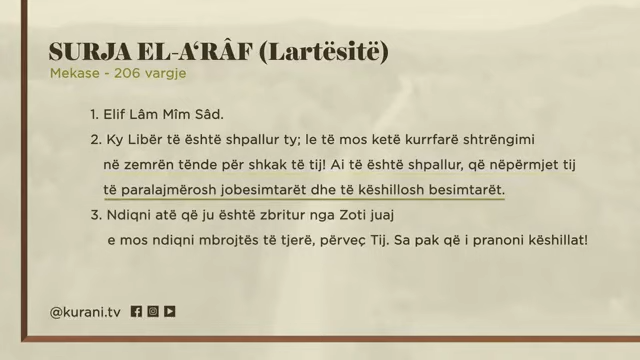 SURJA EL-A‘RÂF (Lartësitë)
Mekase - 206 vargje
1. Elif Lâm Mîm Sâd.
2. Ky Libër të është shpallur ty; le të mos ketë kurrfarë shtrëngimi
në zemrën tënde për shkak të tij! Ai të është shpallur, që nëpërmjet tij
të paralajmërosh jobesimtarët dhe të këshillosh besimtarët.
3. Ndiqni atë që ju është zbritur nga Zoti juaj
e mos ndiqni mbrojtës të tjerë, përveç Tij. Sa pak që i pranoni këshillat!
@kurani.tv